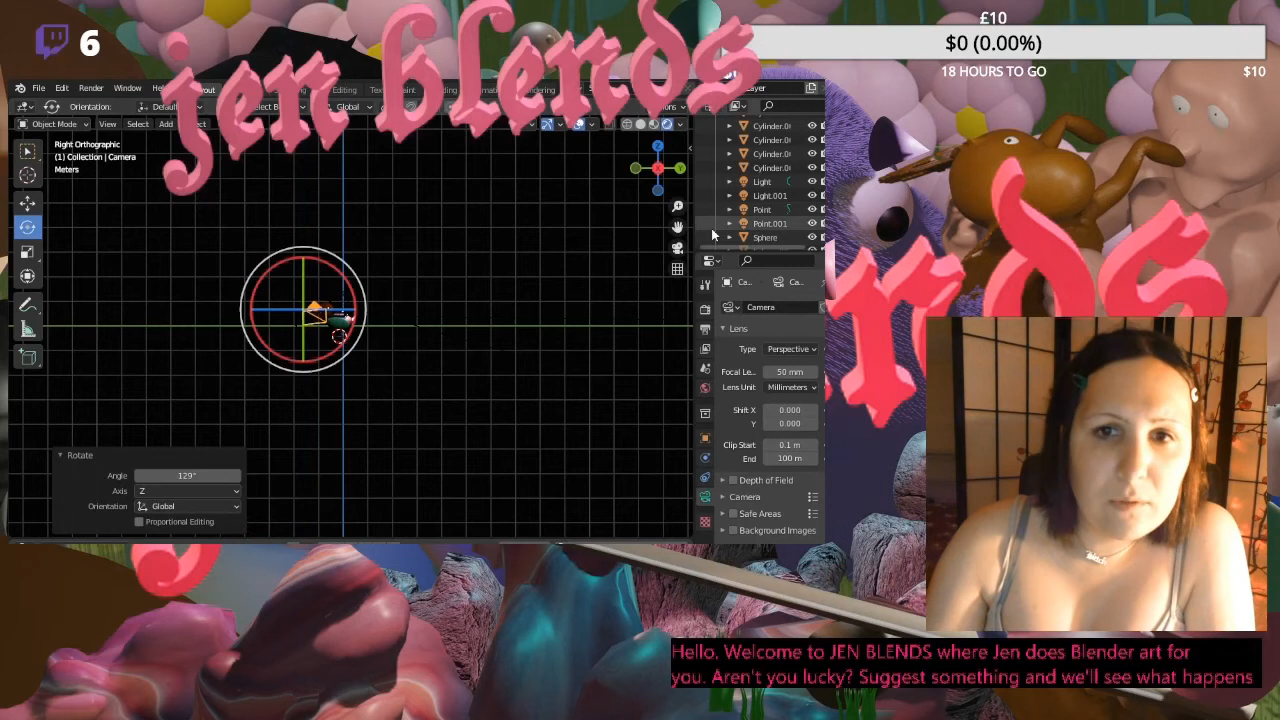 6
jen blends
£10
$0 (0.00%)
18 HOURS TO GO
$10
File
Edit
Render
Window
Orientation:
Global
Object Mode
View
Select
Add
Right Orthographic
(1) Collection | Camera
Meters
Z
Y
Cylinder.0
Cylinder.0
Cylinder.0
Cylinder.0
Light
Light.001
Point
Point.001
Sphere
Ca...
Ca...
Camera
Lens
Type
Perspective
Focal Le...
50 mm
Lens Unit
Millimeters
Shift X
0.000
Y
0.000
Clip Start
0.1 m
End
100 m
Depth of Field
Camera
Safe Areas
Background Images
Rotate
Angle
129°
Axis
Z
Orientation
Global
Proportional Editing
Hello. Welcome to JEN BLENDS where Jen does Blender art for
you. Aren't you lucky? Suggest something and we'll see what happens